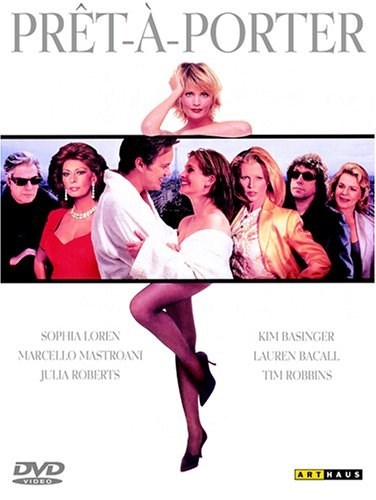 PRÊT-À-PORTER
SOPHIA LOREN
MARCELLO MASTROANI
JULIA ROBERTS
KIM BASINGER
LAUREN BACALL
TIM ROBBINS
DVD
VIDEO
ARTHAUS